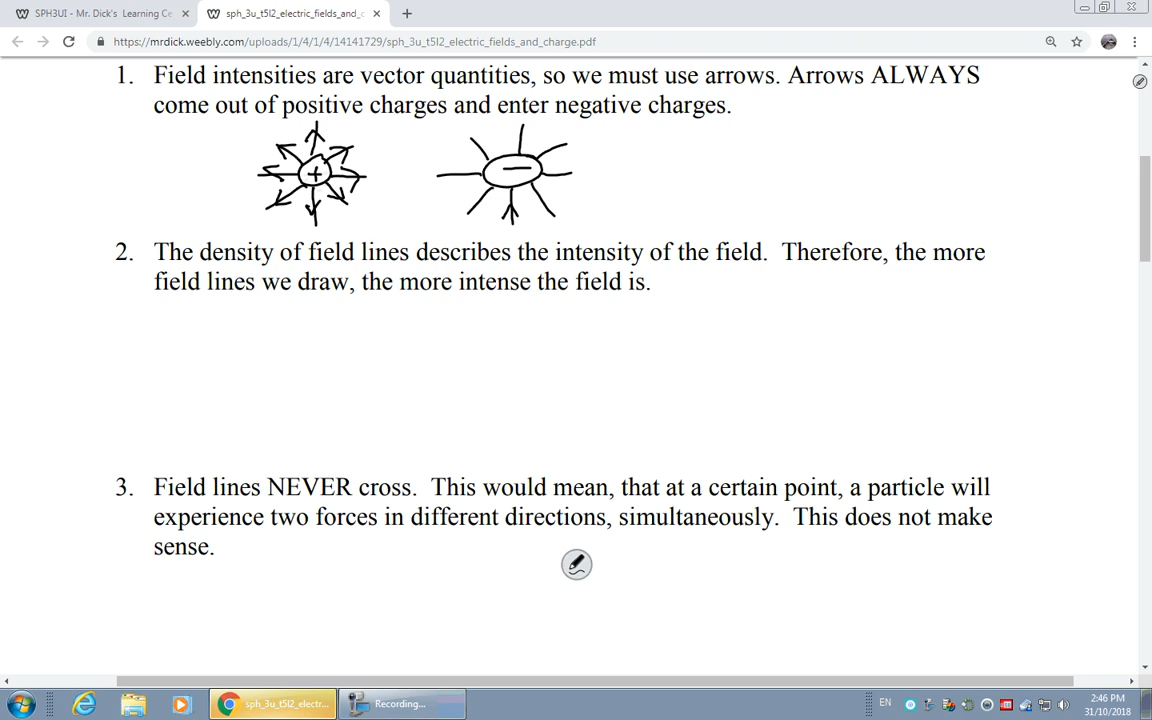 SPH3UI - Mr. Dick's Learning Ce
sph_3u_t5l2_electric_fields_and_c
https://mrdick.weebly.com/uploads/1/4/1/4/14141729/sph_3u_t5l2_electric_fields_and_charge.pdf
1. Field intensities are vector quantities, so we must use arrows. Arrows ALWAYS
come out of positive charges and enter negative charges.
+ −
2. The density of field lines describes the intensity of the field. Therefore, the more
field lines we draw, the more intense the field is.
3. Field lines NEVER cross. This would mean, that at a certain point, a particle will
experience two forces in different directions, simultaneously. This does not make
sense.
sph_3u_t5l2_electr...
Recording...
EN
2:46 PM
31/10/2018